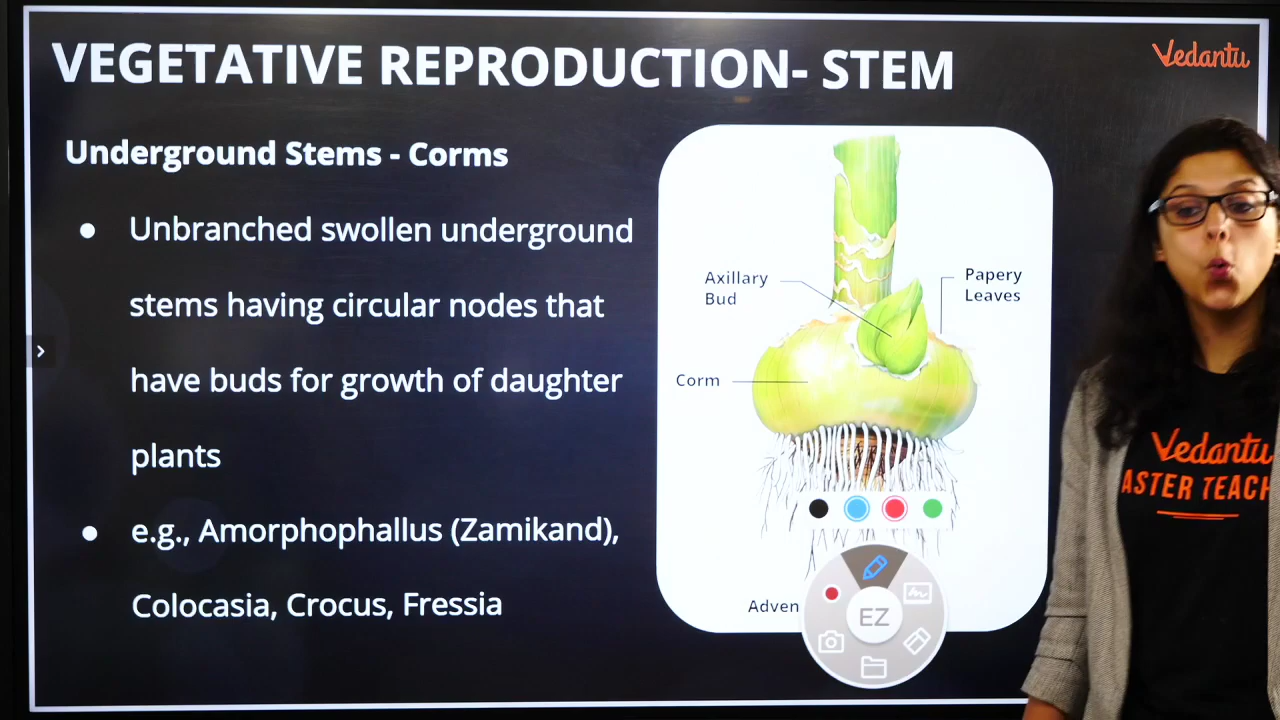 VEGETATIVE REPRODUCTION- STEM
Vedantu
Underground Stems - Corms
● Unbranched swollen underground
stems having circular nodes that
have buds for growth of daughter
plants
● e.g., Amorphophallus (Zamikand),
Colocasia, Crocus, Fressia
Axillary
Bud
Papery
Leaves
Corm
Adven
EZ
Vedantu
ASTER TEACH